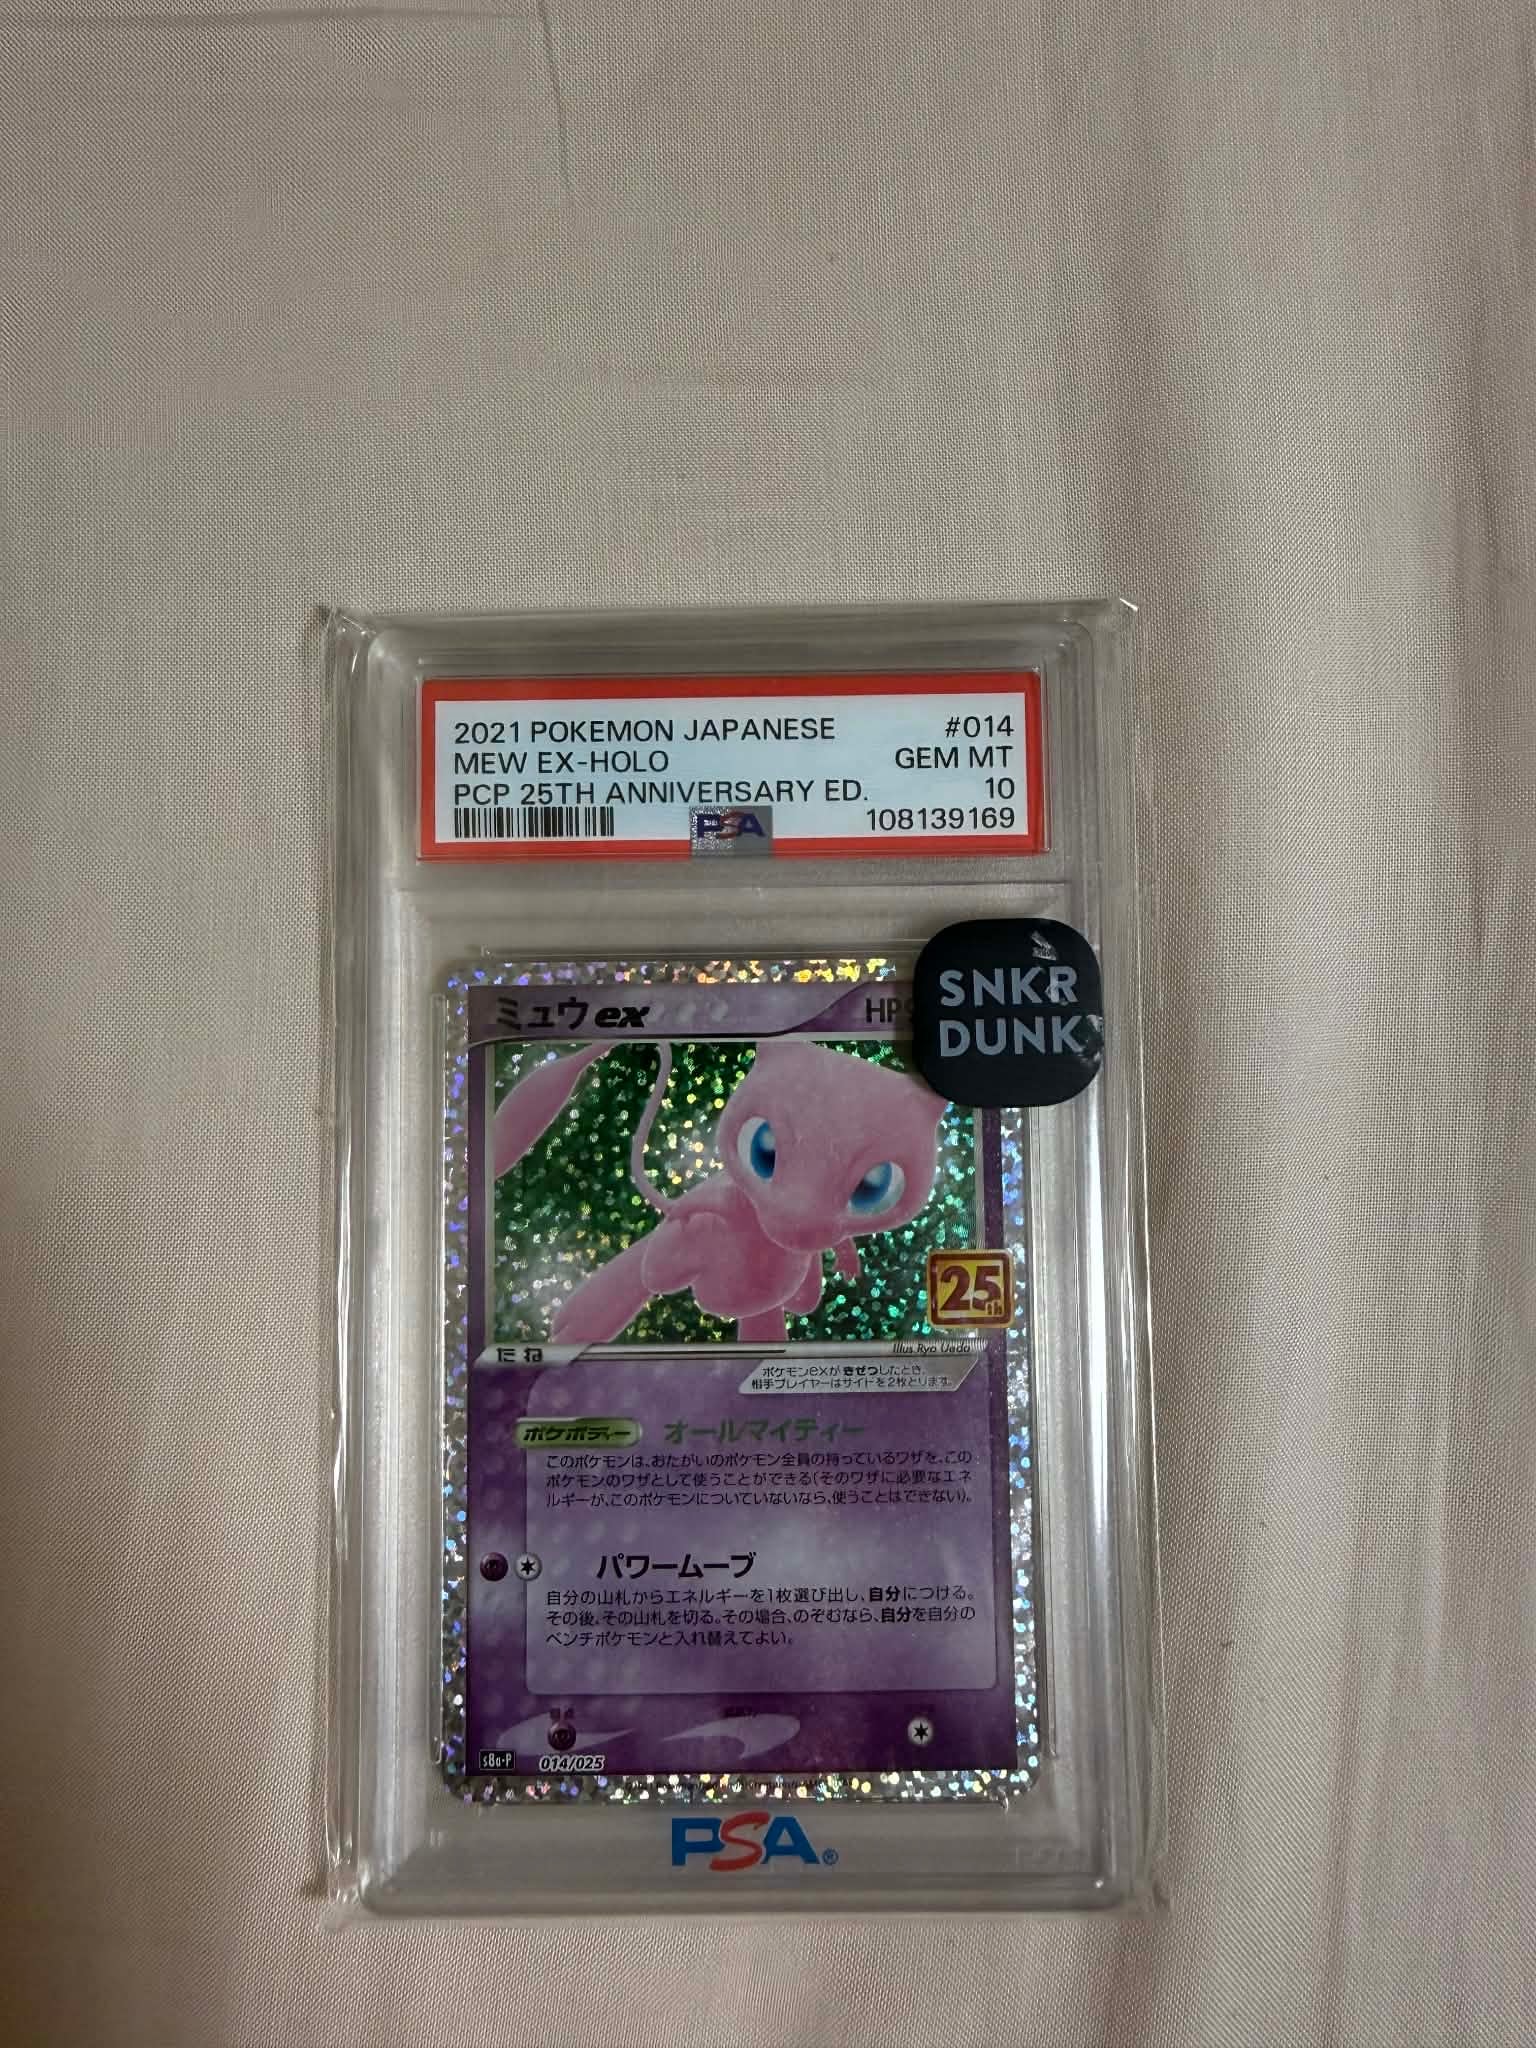 2021 POKEMON JAPANESE #014
MEW EX-HOLO GEM MT
PCP 25TH ANNIVERSARY ED. 10
PSA 108139169
SNKR
DUNK
ミュウex HP
25th
たね Illus. Ryo Ueda
ポケモンexがきぜつしたとき、
相手プレイヤーはサイドを2枚とります。
ポケボディー オールマイティー
このポケモンは、おたがいのポケモン全員の持っているワザを、この
ポケモンのワザとして使うことができる(そのワザに必要なエネ
ルギーが、このポケモンについていないなら、使うことはできない)。
パワームーブ
自分の山札からエネルギーを1枚選び出し、自分につける。
その後、その山札を切る。その場合、のぞむなら、自分を自分の
ベンチポケモンと入れ替えてよい。
s8a-P 014/025
PSA®